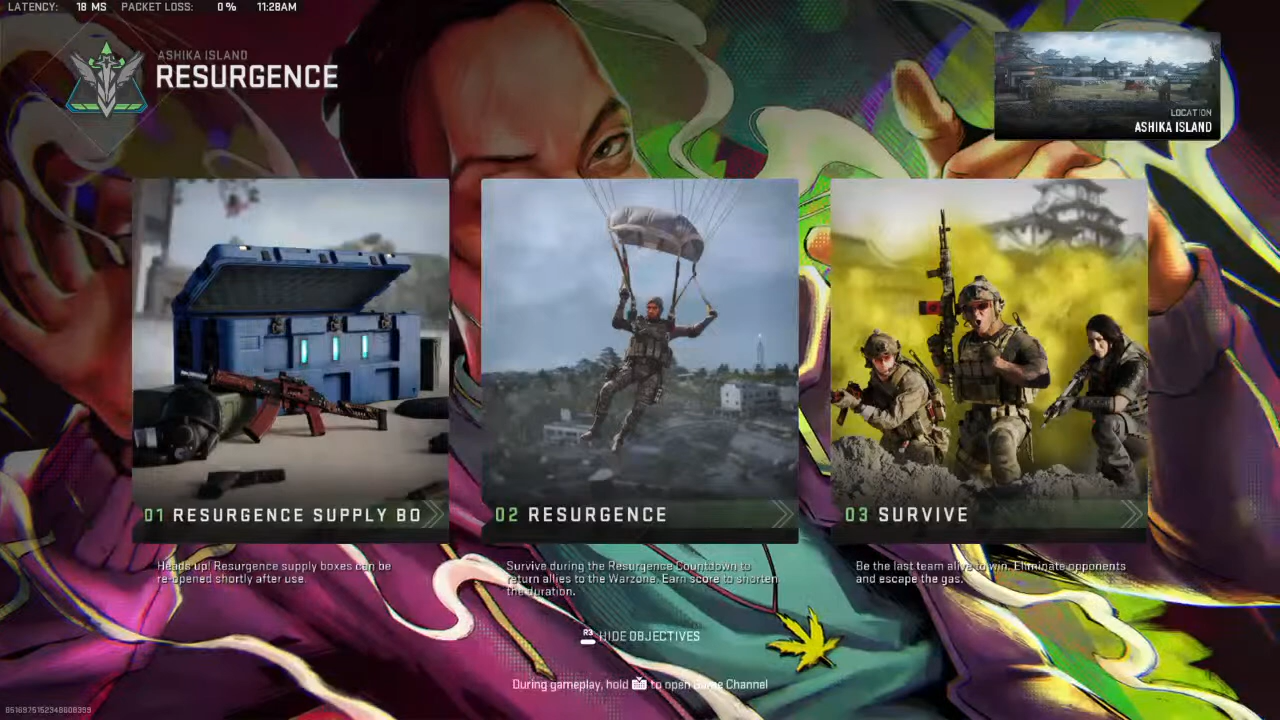 LATENCY: 18 MS PACKET LOSS: 0 % 11:28AM
ASHIKA ISLAND
RESURGENCE
LOCATION
ASHIKA ISLAND
01 RESURGENCE SUPPLY BO
Heads up! Resurgence supply boxes can be
re-opened shortly after use.
02 RESURGENCE
Survive during the Resurgence Countdown to
return allies to the Warzone. Earn score to shorten
the duration.
03 SURVIVE
Be the last team alive to win. Eliminate opponents
and escape the gas.
R3 HIDE OBJECTIVES
During gameplay, hold to open Game Channel